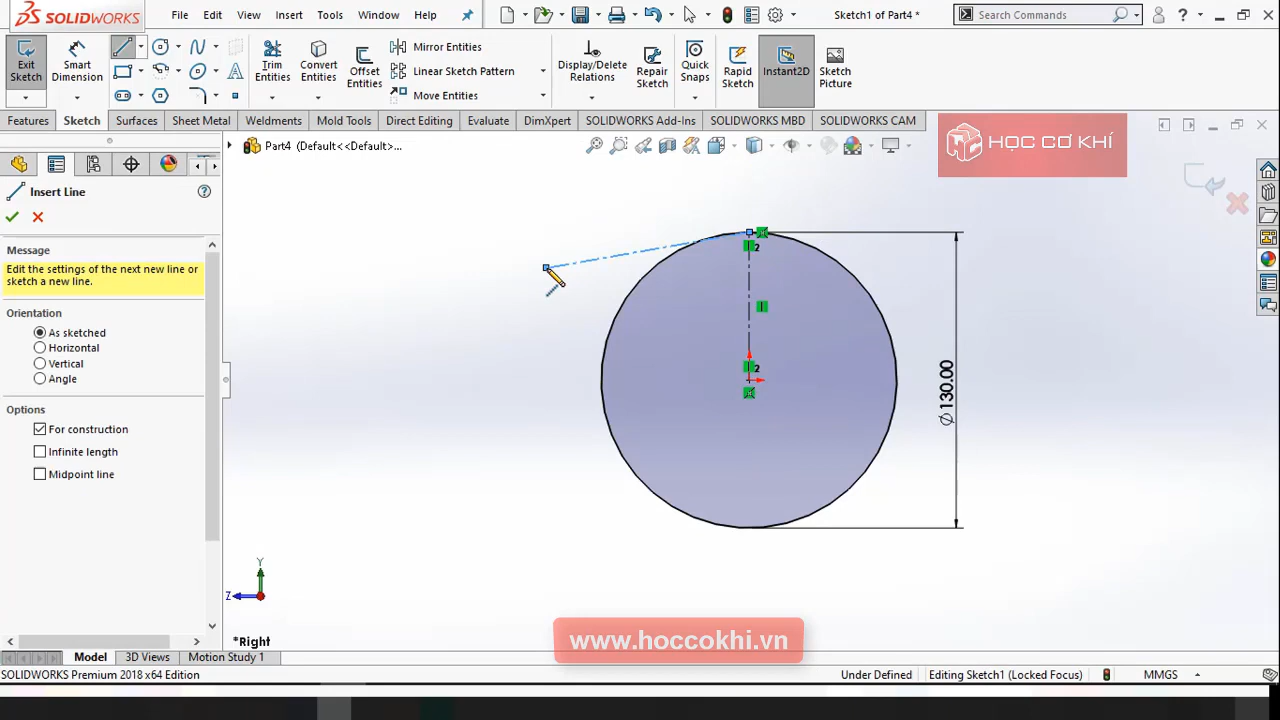 SOLIDWORKS
File Edit View Insert Tools Window Help
Sketch1 of Part4 *
Search Commands
Exit Sketch
Smart Dimension
Trim Entities
Convert Entities
Offset Entities
Mirror Entities
Linear Sketch Pattern
Move Entities
Display/Delete Relations
Repair Sketch
Quick Snaps
Rapid Sketch
Instant2D
Sketch Picture
Features Sketch Surfaces Sheet Metal Weldments Mold Tools Direct Editing Evaluate DimXpert SOLIDWORKS Add-Ins SOLIDWORKS MBD SOLIDWORKS CAM
Part4 (Default<<Default>...
HỌC CƠ KHÍ
Insert Line
Message
Edit the settings of the next new line or
sketch a new line.
Orientation
As sketched
Horizontal
Vertical
Angle
Options
For construction
Infinite length
Midpoint line
2
2
∅130.00
Y
Z
*Right
www.hoccokhi.vn
Model 3D Views Motion Study 1
SOLIDWORKS Premium 2018 x64 Edition
Under Defined Editing Sketch1 (Locked Focus) MMGS